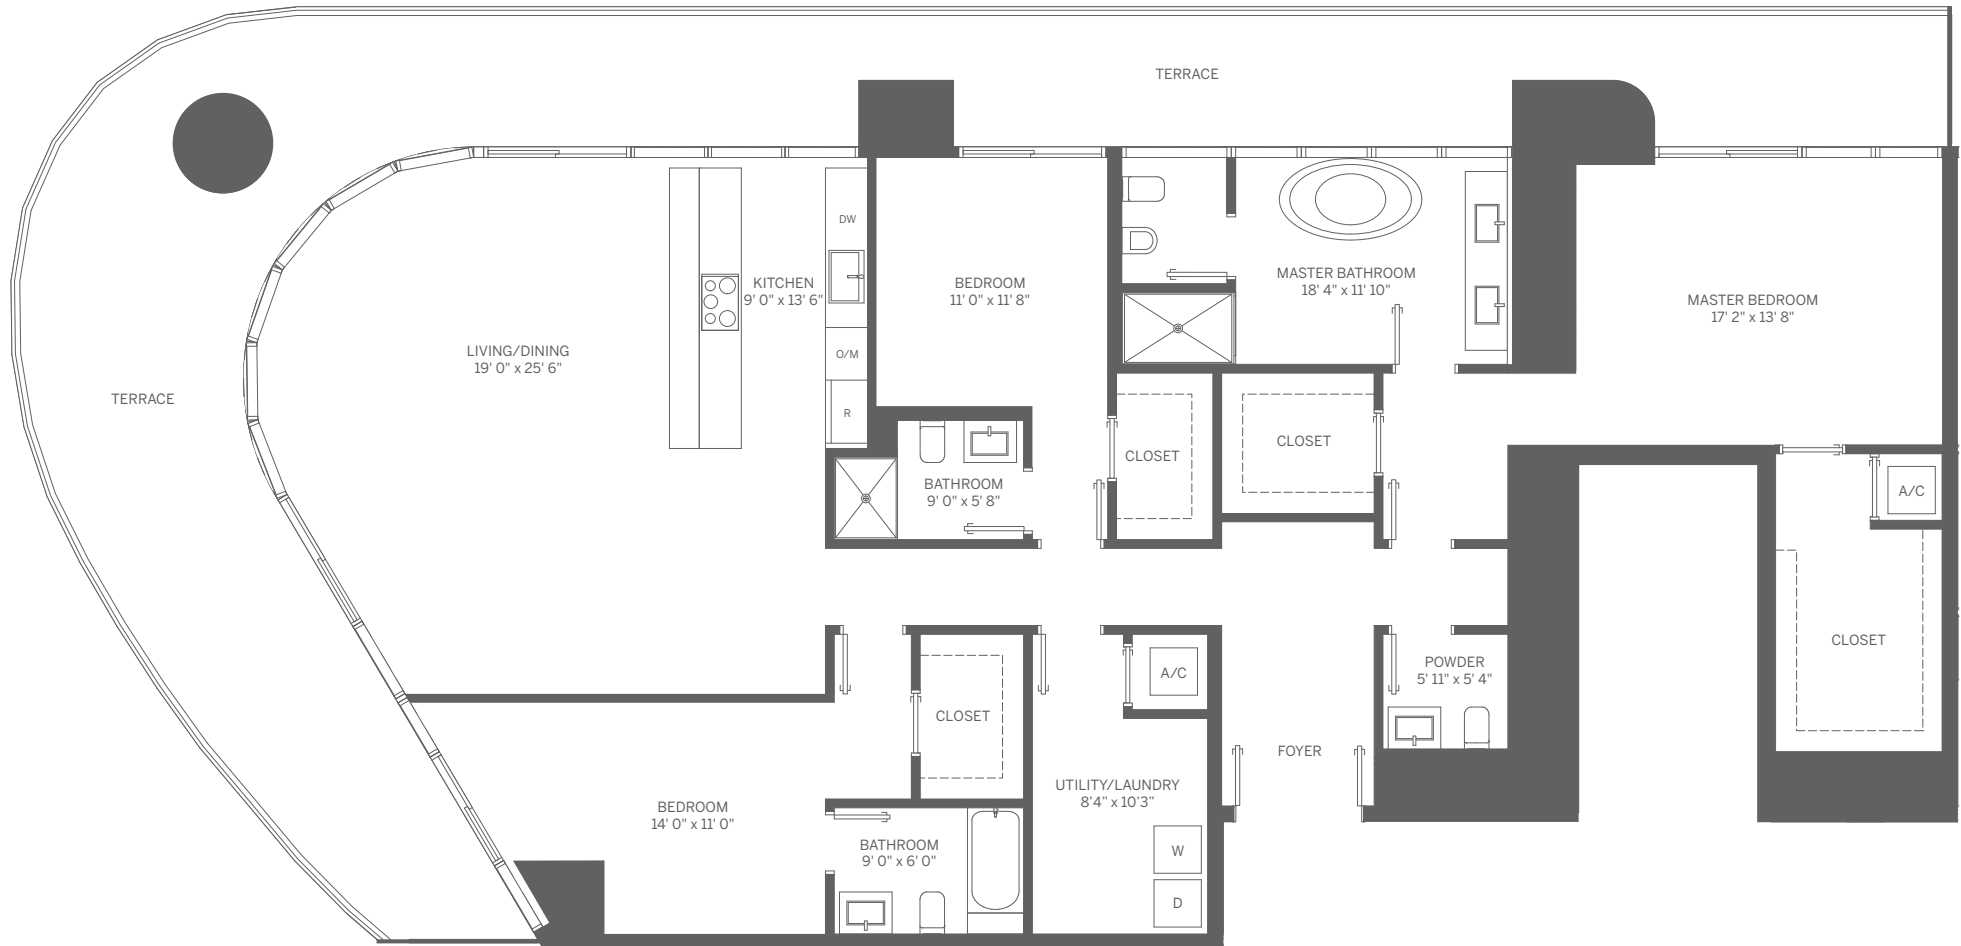 TERRACE
DW
KITCHEN
9' 0" x 13' 6"
BEDROOM
11' 0" x 11' 8"
MASTER BATHROOM
18' 4" x 11' 10"
MASTER BEDROOM
17' 2" x 13' 8"
LIVING/DINING
19' 0" x 25' 6"
O/M
TERRACE
R
CLOSET
CLOSET
BATHROOM
9' 0" x 5' 8"
A/C
CLOSET
POWDER
5' 11" x 5' 4"
A/C
CLOSET
FOYER
UTILITY/LAUNDRY
8'4" x 10'3"
BEDROOM
14' 0" x 11' 0"
BATHROOM
9' 0" x 6' 0"
W
D